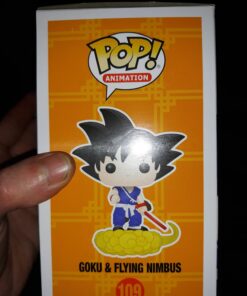 POP!
ANIMATION
GOKU & FLYING NIMBUS
109